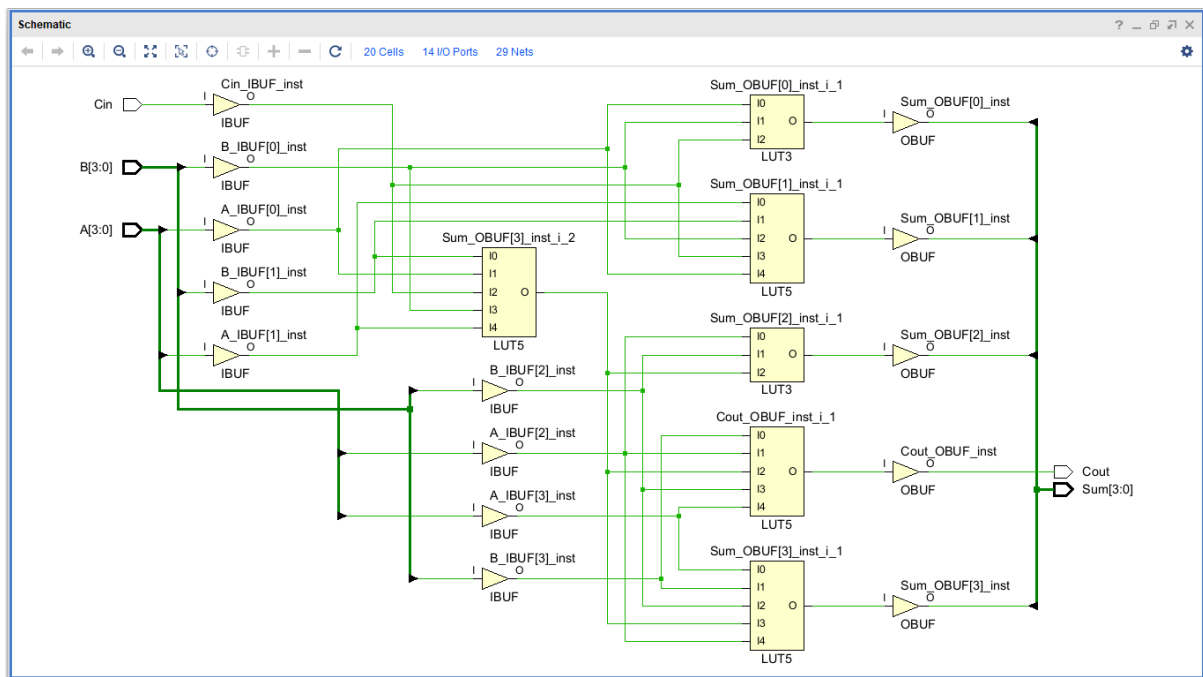 Schematic
20 Cells 14 I/O Ports 29 Nets
Cin
B[3:0]
A[3:0]
Cin_IBUF_inst
I O
IBUF
B_IBUF[0]_inst
I O
IBUF
A_IBUF[0]_inst
I O
IBUF
B_IBUF[1]_inst
I O
IBUF
A_IBUF[1]_inst
I O
IBUF
Sum_OBUF[3]_inst_i_2
I0
I1
I2 O
I3
I4
LUT5
B_IBUF[2]_inst
I O
IBUF
A_IBUF[2]_inst
I O
IBUF
A_IBUF[3]_inst
I O
IBUF
B_IBUF[3]_inst
I O
IBUF
Sum_OBUF[0]_inst_i_1
I0
I1 O
I2
LUT3
Sum_OBUF[1]_inst_i_1
I0
I1
I2 O
I3
I4
LUT5
Sum_OBUF[2]_inst_i_1
I0
I1 O
I2
LUT3
Cout_OBUF_inst_i_1
I0
I1
I2 O
I3
I4
LUT5
Sum_OBUF[3]_inst_i_1
I0
I1
I2 O
I3
I4
LUT5
Sum_OBUF[0]_inst
I O
OBUF
Sum_OBUF[1]_inst
I O
OBUF
Sum_OBUF[2]_inst
I O
OBUF
Cout_OBUF_inst
I O
OBUF
Sum_OBUF[3]_inst
I O
OBUF
Cout
Sum[3:0]